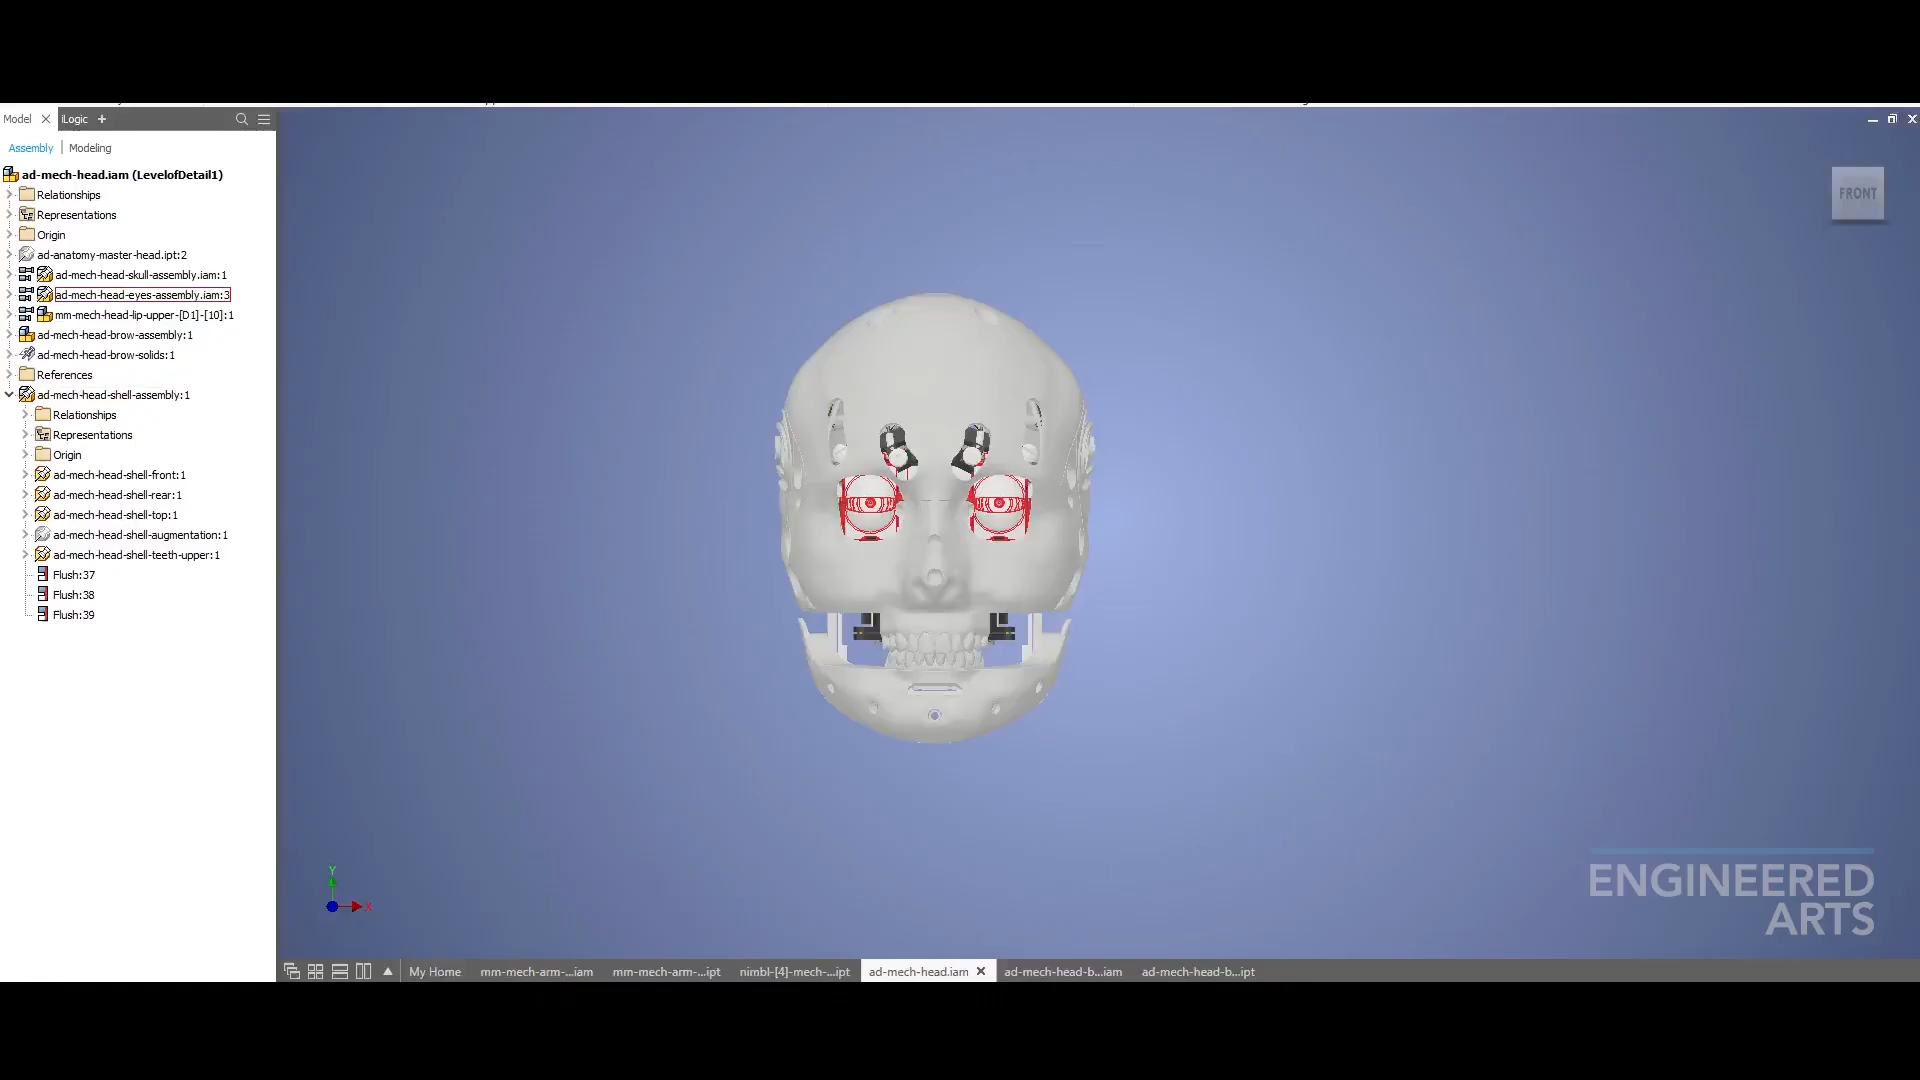 Model
iLogic
Assembly | Modeling
ad-mech-head.iam (LevelofDetail1)
Relationships
Representations
Origin
ad-anatomy-master-head.ipt:2
ad-mech-head-skull-assembly.iam:1
ad-mech-head-eyes-assembly.iam:3
mm-mech-head-lip-upper-[D1]-[10]:1
ad-mech-head-brow-assembly:1
ad-mech-head-brow-solids:1
References
ad-mech-head-shell-assembly:1
Relationships
Representations
Origin
ad-mech-head-shell-front:1
ad-mech-head-shell-rear:1
ad-mech-head-shell-top:1
ad-mech-head-shell-augmentation:1
ad-mech-head-shell-teeth-upper:1
Flush:37
Flush:38
Flush:39
FRONT
Y
X
ENGINEERED
ARTS
My Home
mm-mech-arm-...iam
mm-mech-arm-...ipt
nimbl-[4]-mech-...ipt
ad-mech-head.iam
ad-mech-head-b...iam
ad-mech-head-b...ipt